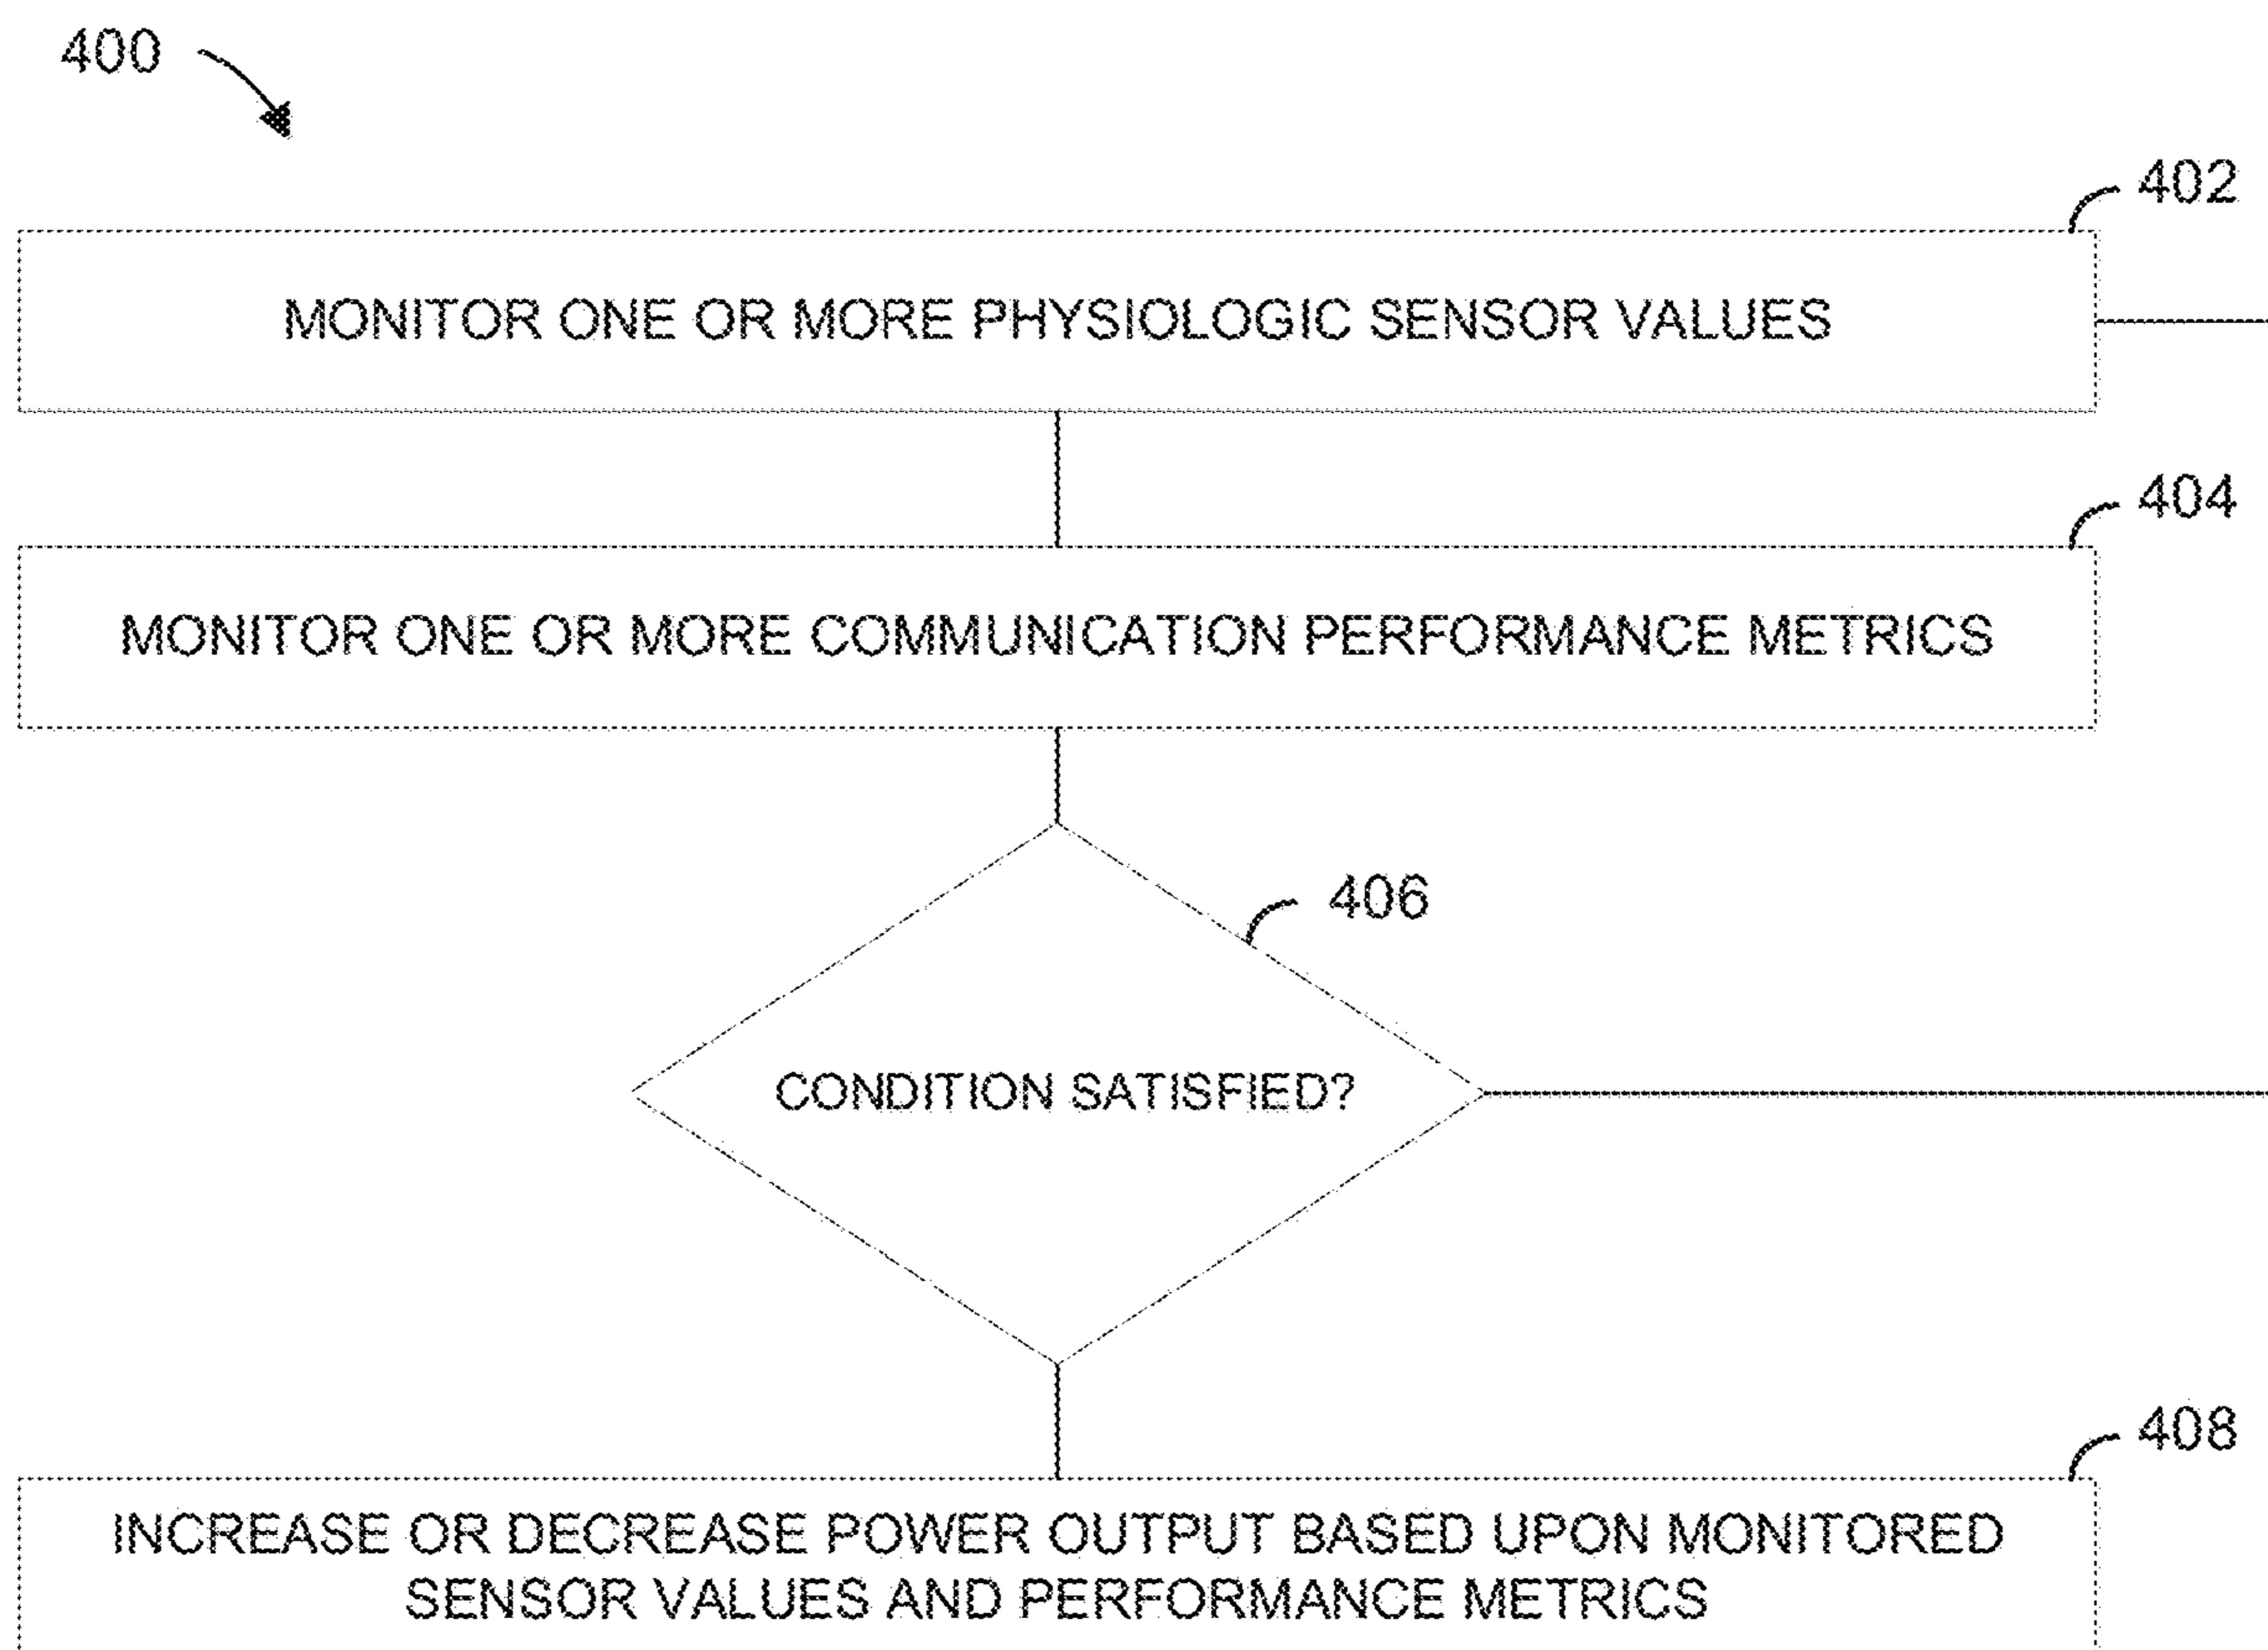 400
402
MONITOR ONE OR MORE PHYSIOLOGIC SENSOR VALUES
404
MONITOR ONE OR MORE COMMUNICATION PERFORMANCE METRICS
406
CONDITION SATISFIED?
408
INCREASE OR DECREASE POWER OUTPUT BASED UPON MONITORED
SENSOR VALUES AND PERFORMANCE METRICS